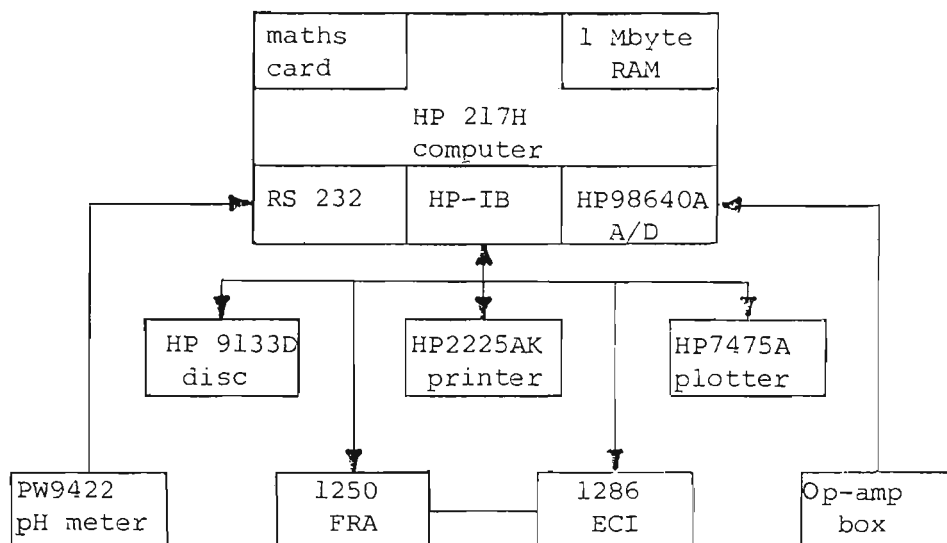 maths
card
1 Mbyte
RAM
HP 217H
computer
RS 232
HP-IB
HP98640A
A/D
HP 9133D
disc
HP2225AK
printer
HP7475A
plotter
PW9422
pH meter
1250
FRA
1286
ECI
Op-amp
box